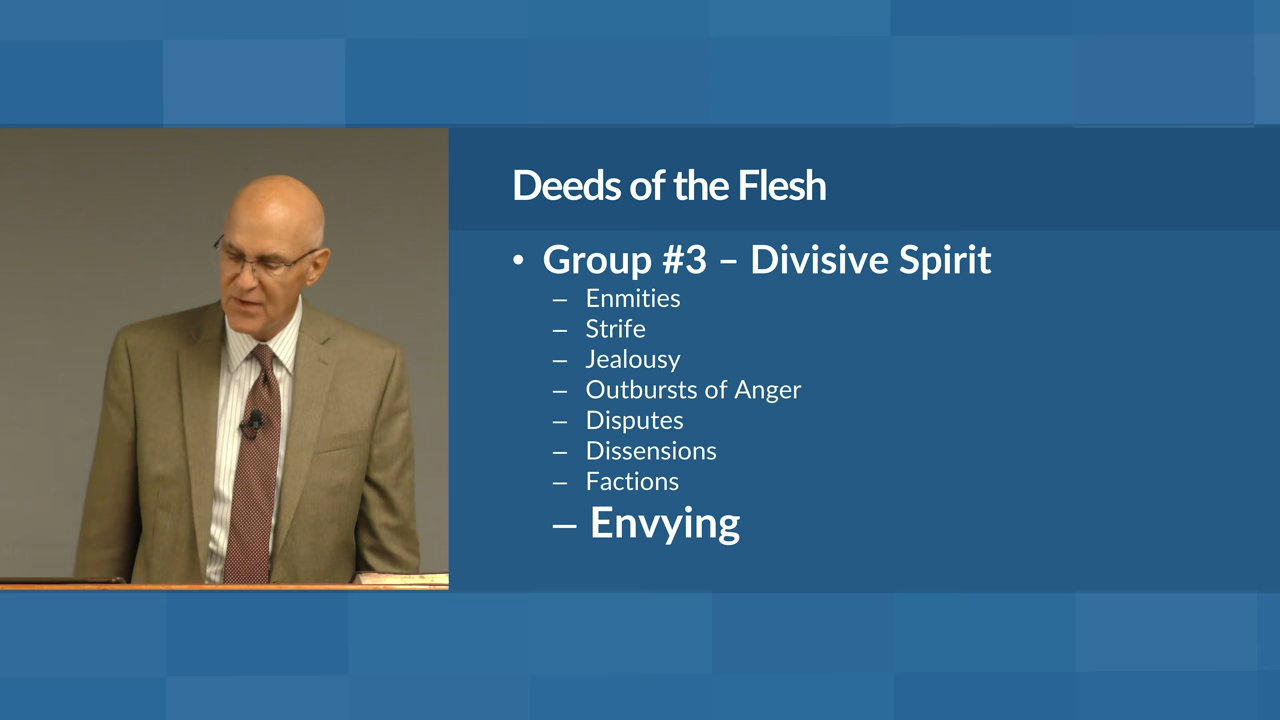 Deeds of the Flesh
• Group #3 – Divisive Spirit
– Enmities
– Strife
– Jealousy
– Outbursts of Anger
– Disputes
– Dissensions
– Factions
– Envying